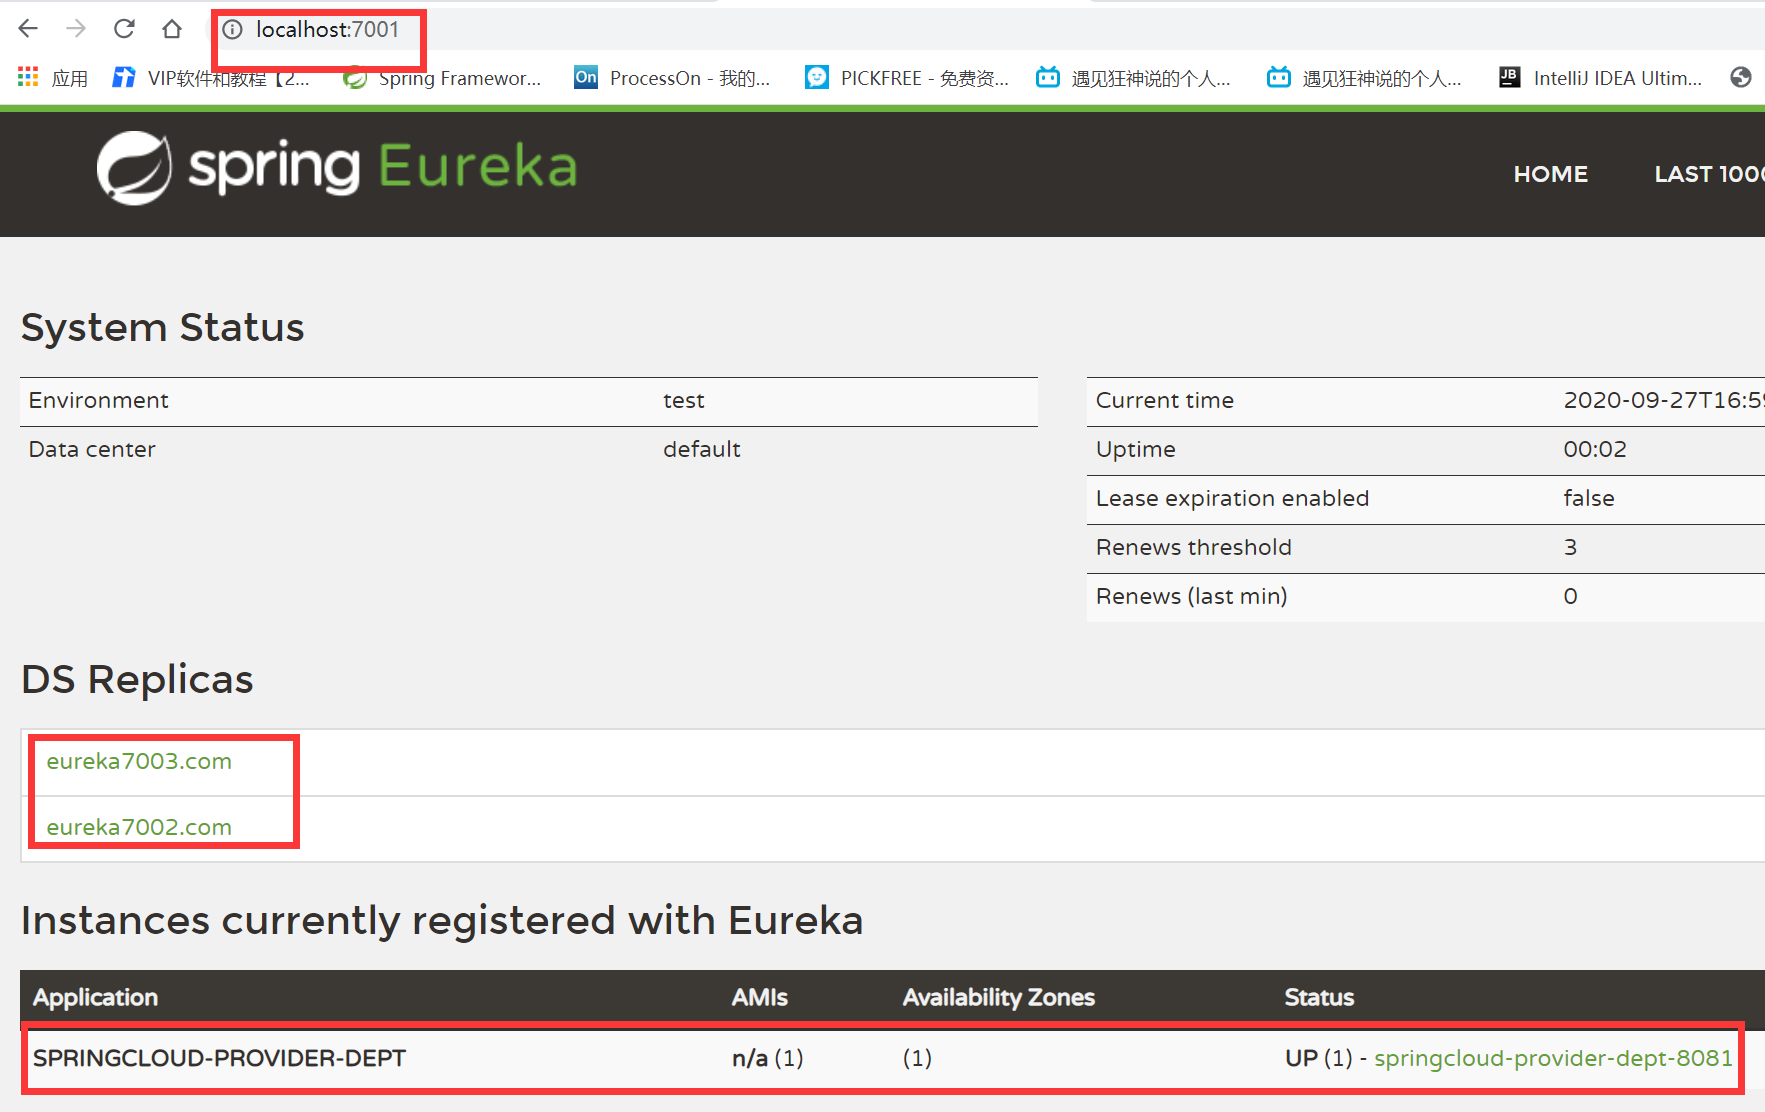 localhost:7001
应用 VIP软件和教程【2... Spring Framewor... On ProcessOn - 我的... PICKFREE - 免费资... 遇见狂神说的个人... 遇见狂神说的个人... JB IntelliJ IDEA Ultim...
spring Eureka HOME LAST 1000
System Status
Environment test Current time 2020-09-27T16:59
Data center default Uptime 00:02
Lease expiration enabled false
Renews threshold 3
Renews (last min) 0
DS Replicas
eureka7003.com
eureka7002.com
Instances currently registered with Eureka
Application AMIs Availability Zones Status
SPRINGCLOUD-PROVIDER-DEPT n/a (1) (1) UP (1) - springcloud-provider-dept-8081